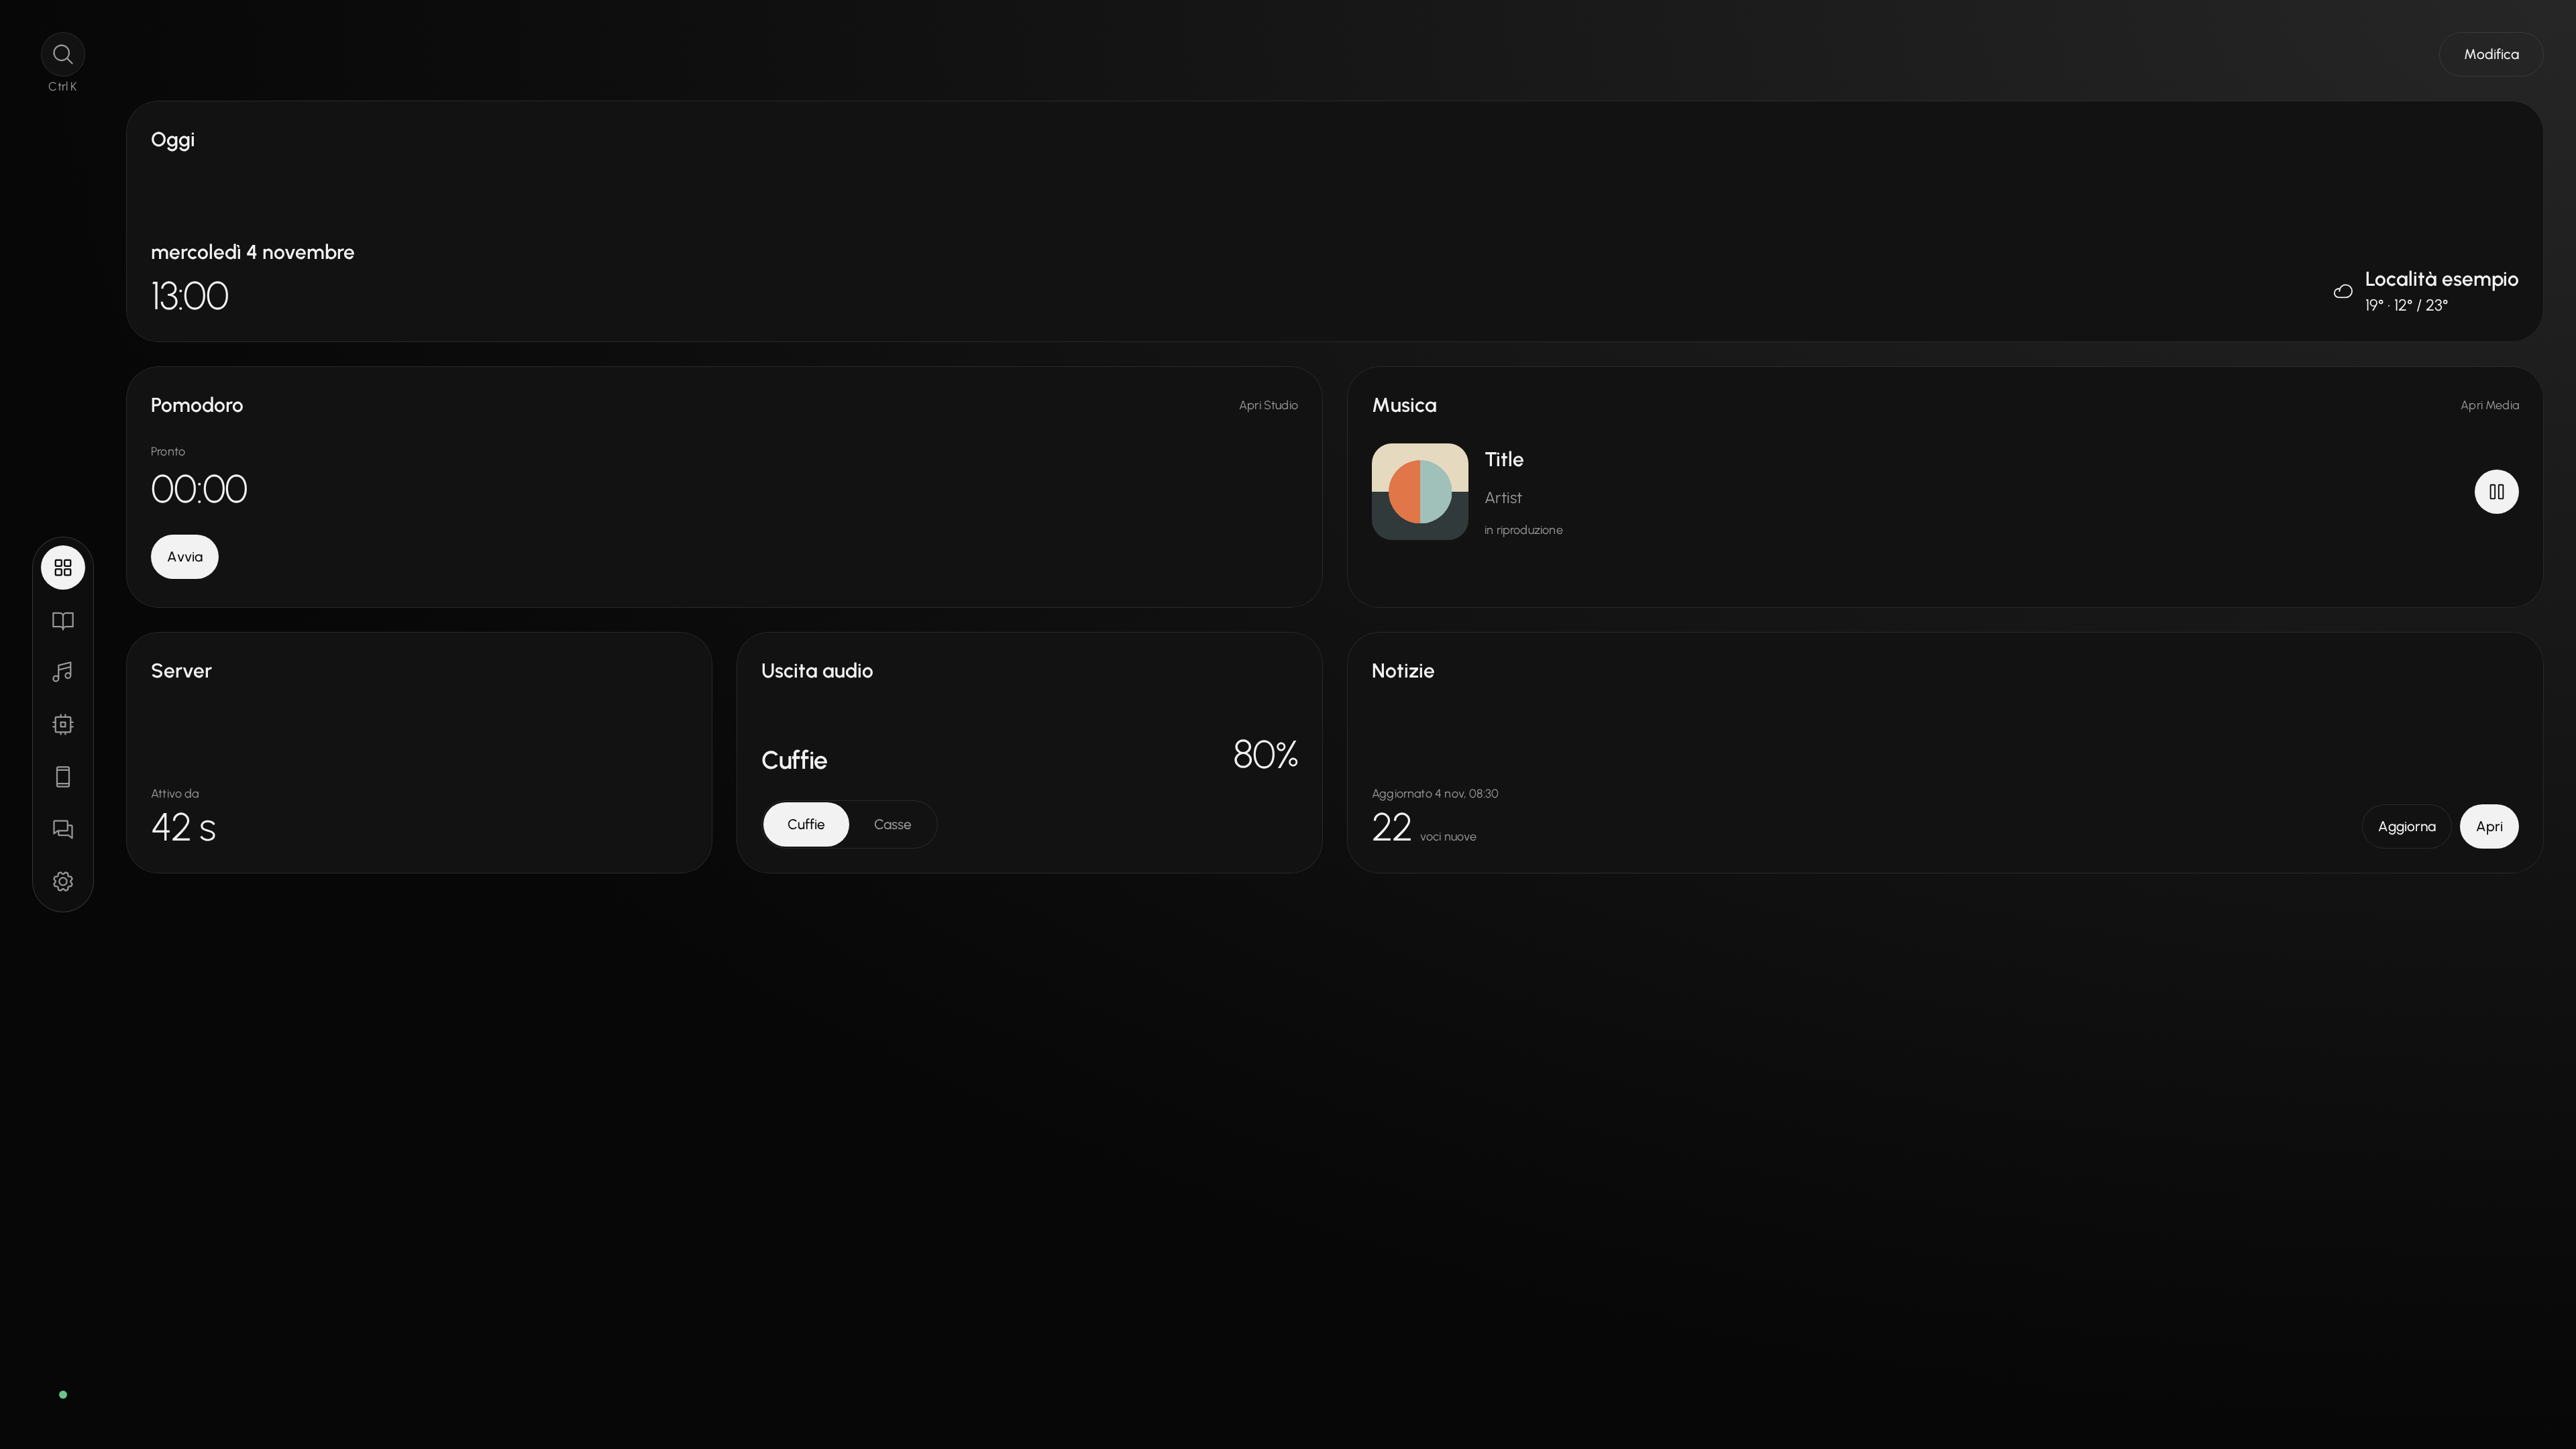 Ctrl K
Modifica
Oggi
mercoledì 4 novembre
13:00
Località esempio
19° · 12° / 23°
Pomodoro
Apri Studio
Pronto
00:00
Avvia
Musica
Apri Media
Title
Artist
in riproduzione
Server
Attivo da
42 s
Uscita audio
Cuffie
80%
Cuffie
Casse
Notizie
Aggiornato 4 nov, 08:30
22 voci nuove
Aggiorna
Apri